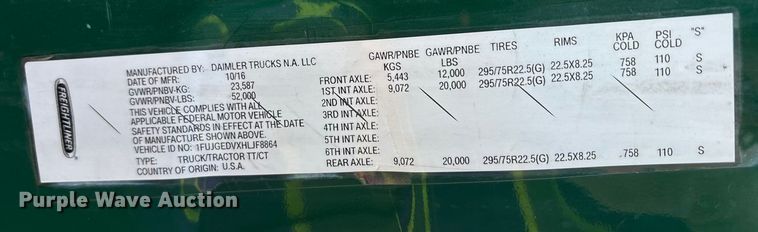 FREIGHTLINER
MANUFACTURED BY: DAIMLER TRUCKS N.A. LLC
DATE OF MFR: 10/16
GVWR/PNBV-KG: 23,587
GVWR/PNBV-LBS: 52,000
THIS VEHICLE COMPLIES WITH ALL
APPLICABLE FEDERAL MOTOR VEHICLE
SAFETY STANDARDS IN EFFECT AT THE DATE
OF MANUFACTURE SHOWN ABOVE.
VEHICLE ID NO: 1FUJGEDVXHLJF8864
TYPE: TRUCK/TRACTOR TT/CT
COUNTRY OF ORIGIN: U.S.A.
GAWR/PNBE GAWR/PNBE TIRES RIMS KPA PSI "S"
KGS LBS COLD COLD
FRONT AXLE: 5,443 12,000 295/75R22.5(G) 22.5X8.25 758 110 S
1ST INT AXLE: 9,072 20,000 295/75R22.5(G) 22.5X8.25 758 110 S
2ND INT AXLE:
3RD INT AXLE:
4TH INT AXLE:
5TH INT AXLE:
6TH INT AXLE:
REAR AXLE: 9,072 20,000 295/75R22.5(G) 22.5X8.25 .758 110 S
Purple Wave Auction